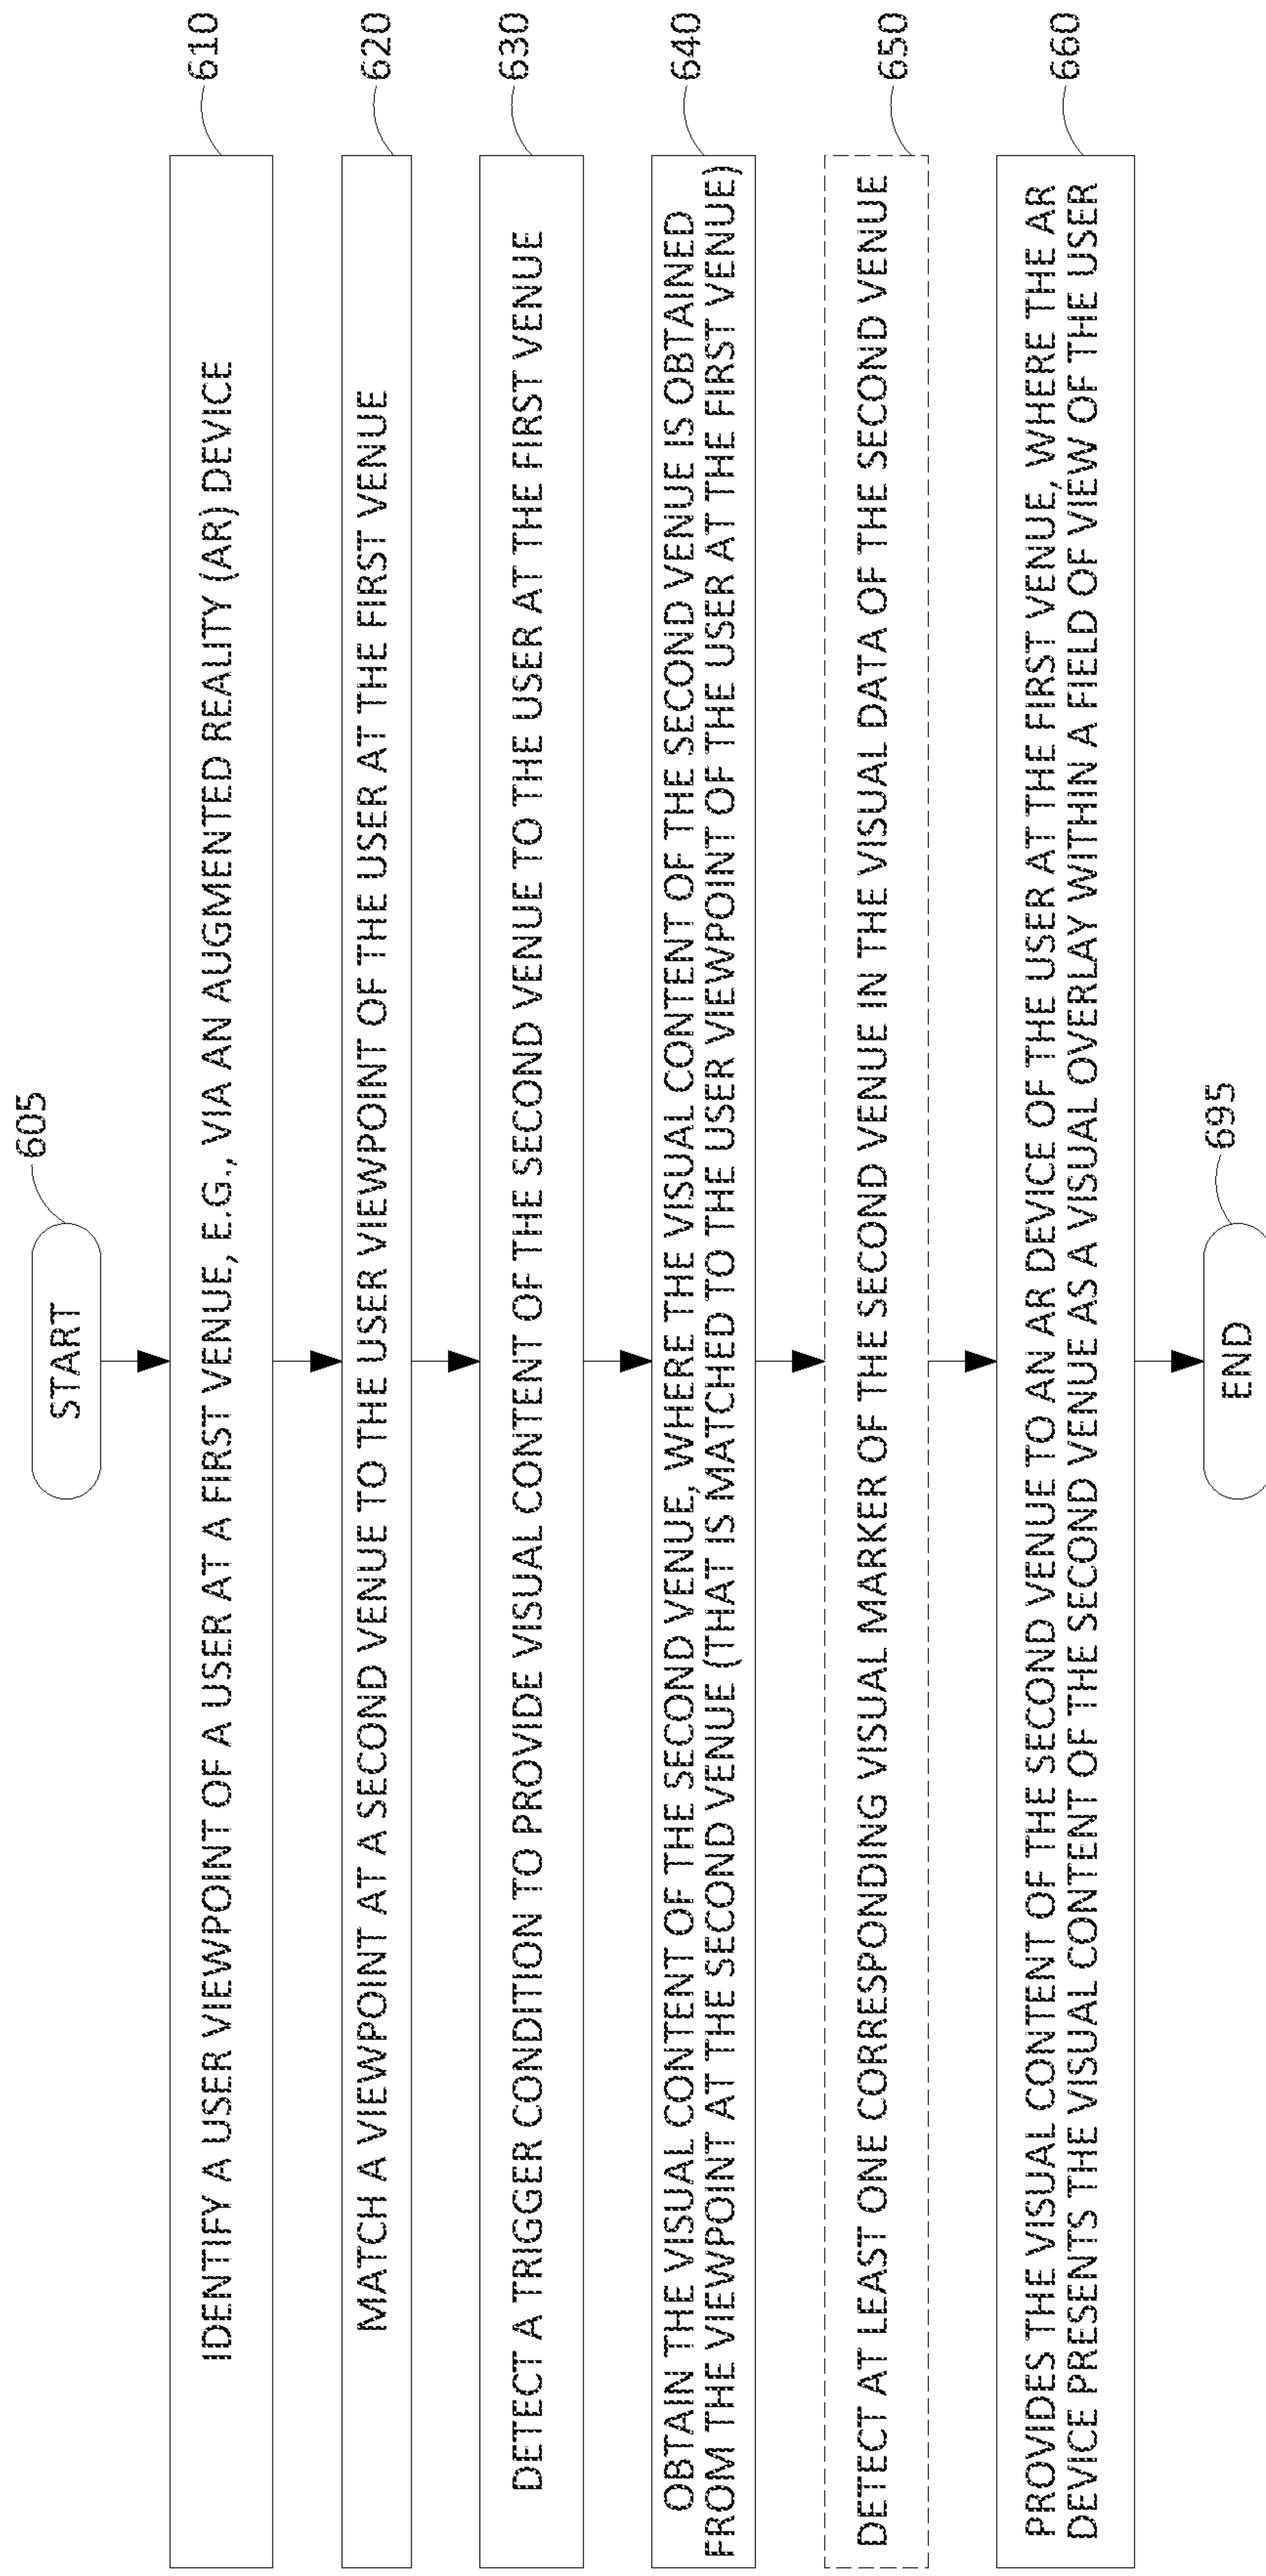 605
START
610
IDENTIFY A USER VIEWPOINT OF A USER AT A FIRST VENUE, E.G., VIA AN AUGMENTED REALITY (AR) DEVICE
620
MATCH A VIEWPOINT AT A SECOND VENUE TO THE USER VIEWPOINT OF THE USER AT THE FIRST VENUE
630
DETECT A TRIGGER CONDITION TO PROVIDE VISUAL CONTENT OF THE SECOND VENUE TO THE USER AT THE FIRST VENUE
640
OBTAIN THE VISUAL CONTENT OF THE SECOND VENUE, WHERE THE VISUAL CONTENT OF THE SECOND VENUE IS OBTAINED
FROM THE VIEWPOINT AT THE SECOND VENUE (THAT IS MATCHED TO THE USER VIEWPOINT OF THE USER AT THE FIRST VENUE)
650
DETECT AT LEAST ONE CORRESPONDING VISUAL MARKER OF THE SECOND VENUE IN THE VISUAL DATA OF THE SECOND VENUE
660
PROVIDES THE VISUAL CONTENT OF THE SECOND VENUE TO AN AR DEVICE OF THE USER AT THE FIRST VENUE, WHERE THE AR
DEVICE PRESENTS THE VISUAL CONTENT OF THE SECOND VENUE AS A VISUAL OVERLAY WITHIN A FIELD OF VIEW OF THE USER
695
END